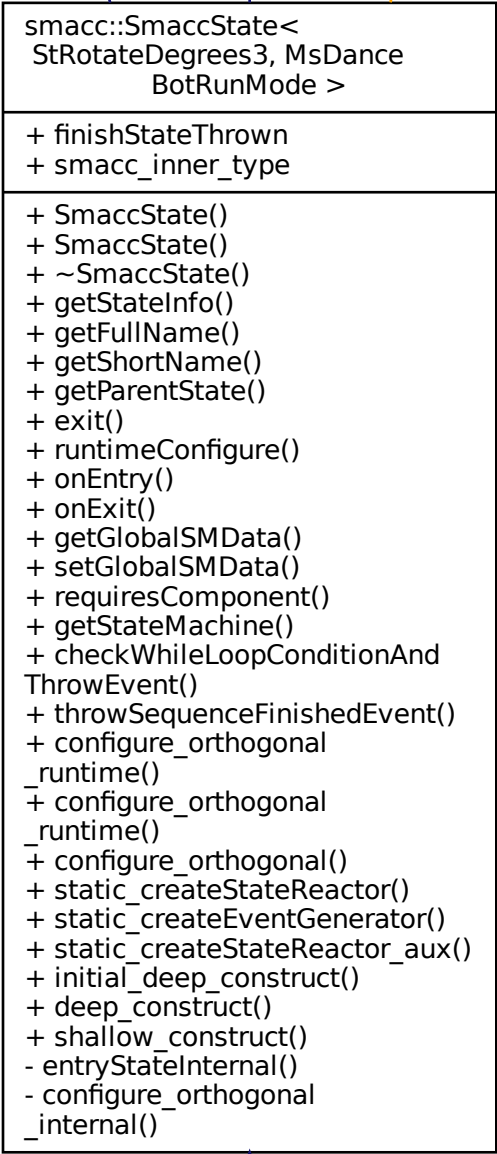 smacc::SmaccState<
StRotateDegrees3, MsDance
BotRunMode >
+ finishStateThrown
+ smacc_inner_type
+ SmaccState()
+ SmaccState()
+ ~SmaccState()
+ getStateInfo()
+ getFullName()
+ getShortName()
+ getParentState()
+ exit()
+ runtimeConfigure()
+ onEntry()
+ onExit()
+ getGlobalSMData()
+ setGlobalSMData()
+ requiresComponent()
+ getStateMachine()
+ checkWhileLoopConditionAnd
ThrowEvent()
+ throwSequenceFinishedEvent()
+ configure_orthogonal
_runtime()
+ configure_orthogonal
_runtime()
+ configure_orthogonal()
+ static_createStateReactor()
+ static_createEventGenerator()
+ static_createStateReactor_aux()
+ initial_deep_construct()
+ deep_construct()
+ shallow_construct()
- entryStateInternal()
- configure_orthogonal
_internal()